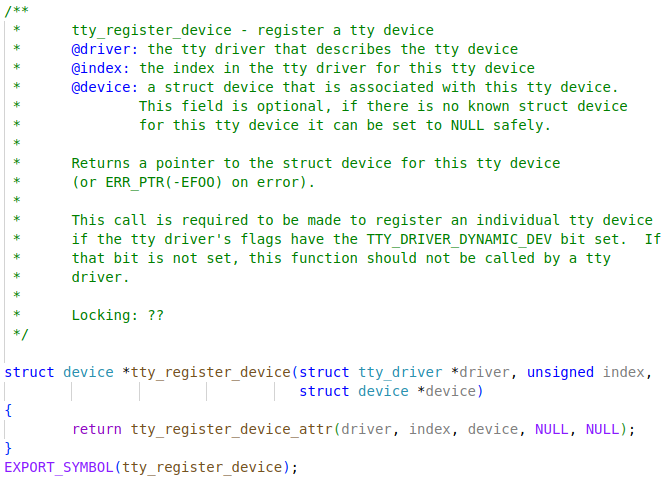 /**
 *      tty_register_device - register a tty device
 *      @driver: the tty driver that describes the tty device
 *      @index: the index in the tty driver for this tty device
 *      @device: a struct device that is associated with this tty device.
 *              This field is optional, if there is no known struct device
 *              for this tty device it can be set to NULL safely.
 *
 *      Returns a pointer to the struct device for this tty device
 *      (or ERR_PTR(-EFOO) on error).
 *
 *      This call is required to be made to register an individual tty device
 *      if the tty driver's flags have the TTY_DRIVER_DYNAMIC_DEV bit set.  If
 *      that bit is not set, this function should not be called by a tty
 *      driver.
 *
 *      Locking: ??
 */

struct device *tty_register_device(struct tty_driver *driver, unsigned index,
                                   struct device *device)
{
        return tty_register_device_attr(driver, index, device, NULL, NULL);
}
EXPORT_SYMBOL(tty_register_device);